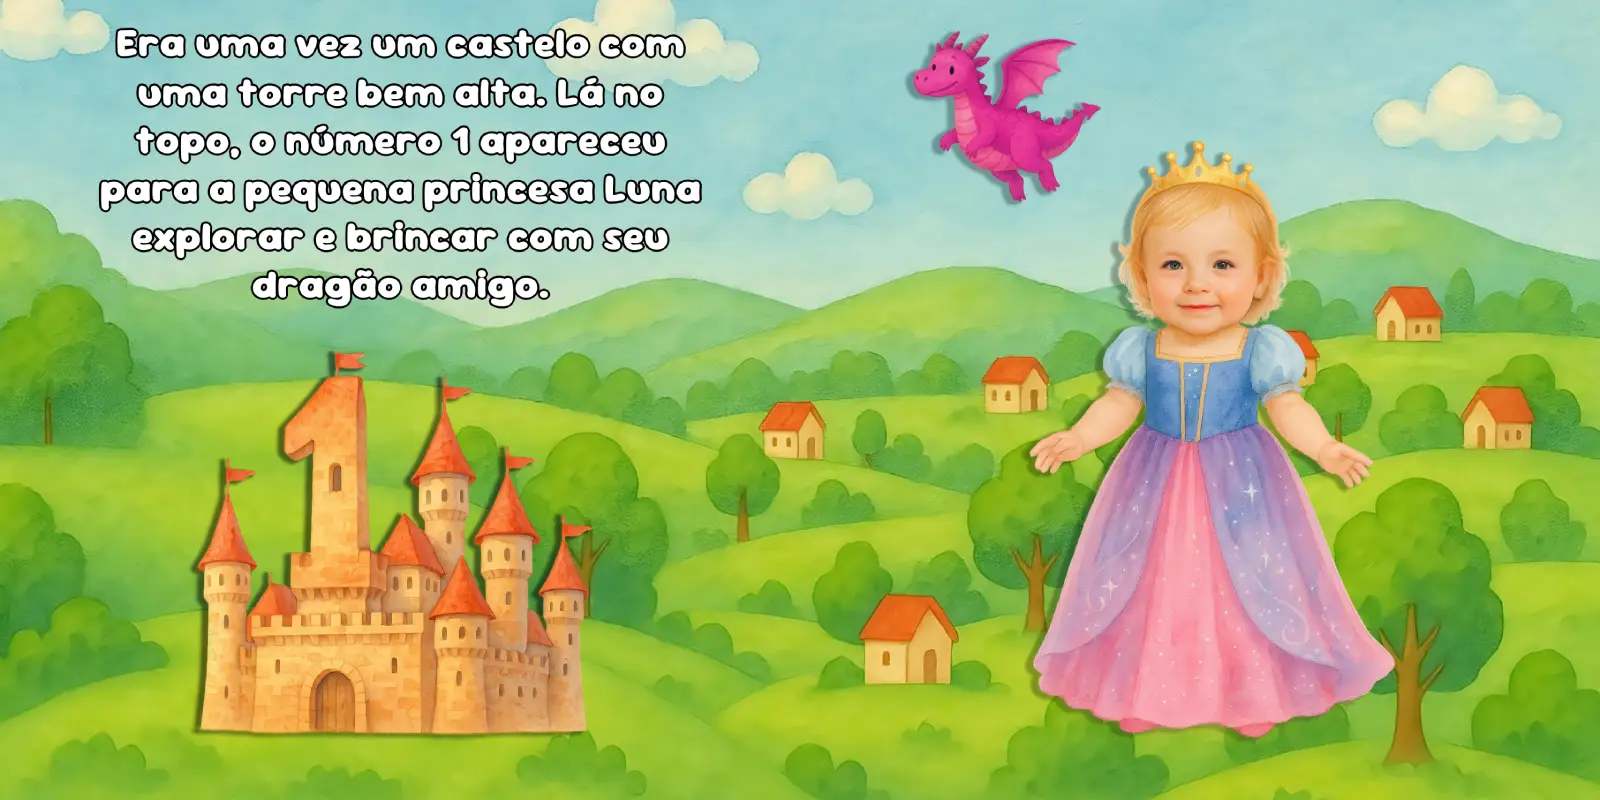 Era uma vez um castelo com
uma torre bem alta. Lá no
topo, o número 1 apareceu
para a pequena princesa Luna
explorar e brincar com seu
dragão amigo.
1